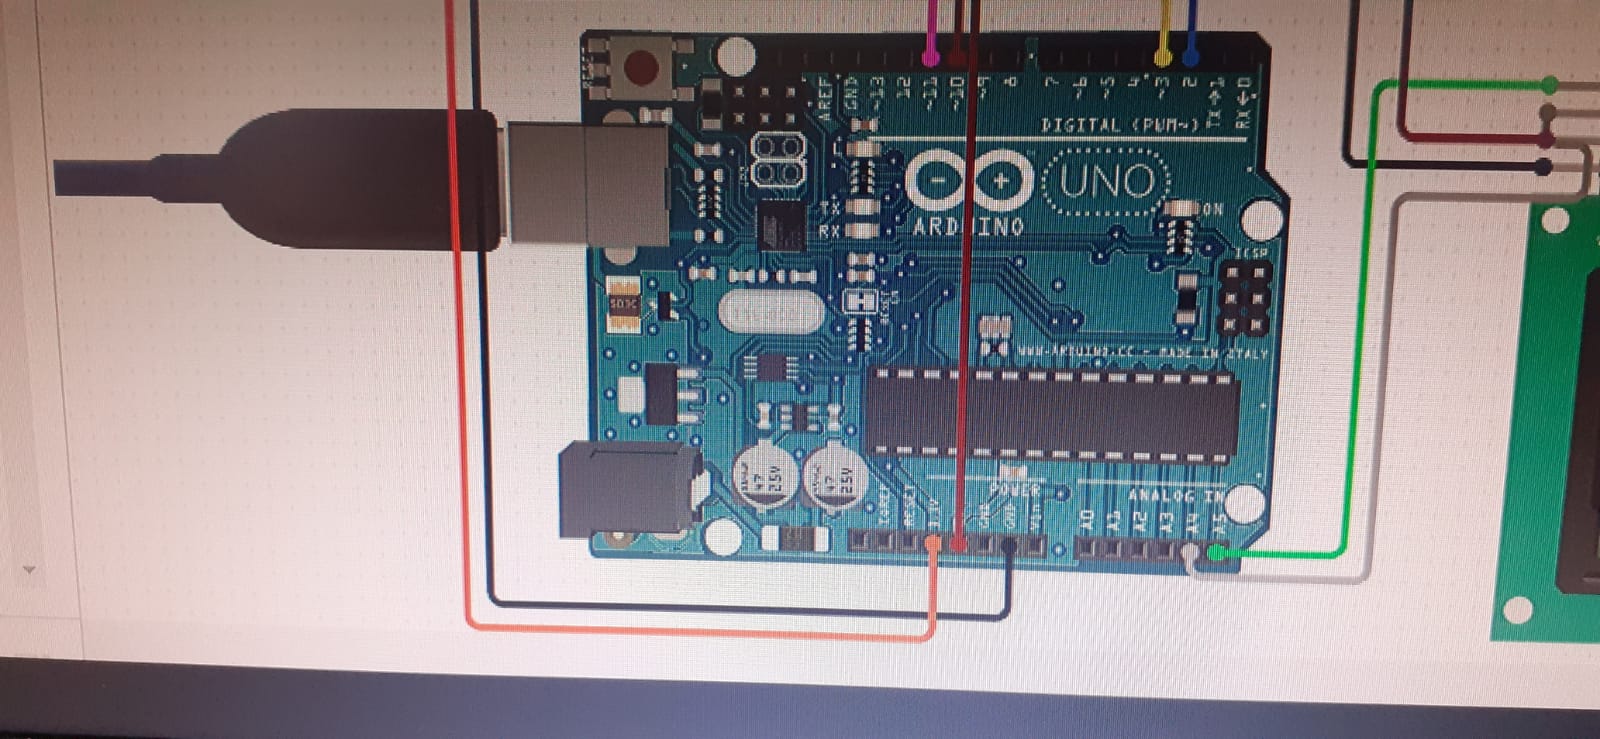 RESET
AREF
GND
~13
12
~11
~10
~9
8
7
~6
~5
4
~3
2
TX→1
RX←0
DIGITAL (PWM~)
UNO
TX
RX
ARDUINO
ON
ICSP
WWW.ARDUINO.CC - MADE IN ITALY
47
25V
47
25V
POWER
ANALOG IN
IOREF
RESET
3.3V
GND
GND
Vin
A0
A1
A2
A3
A4
A5